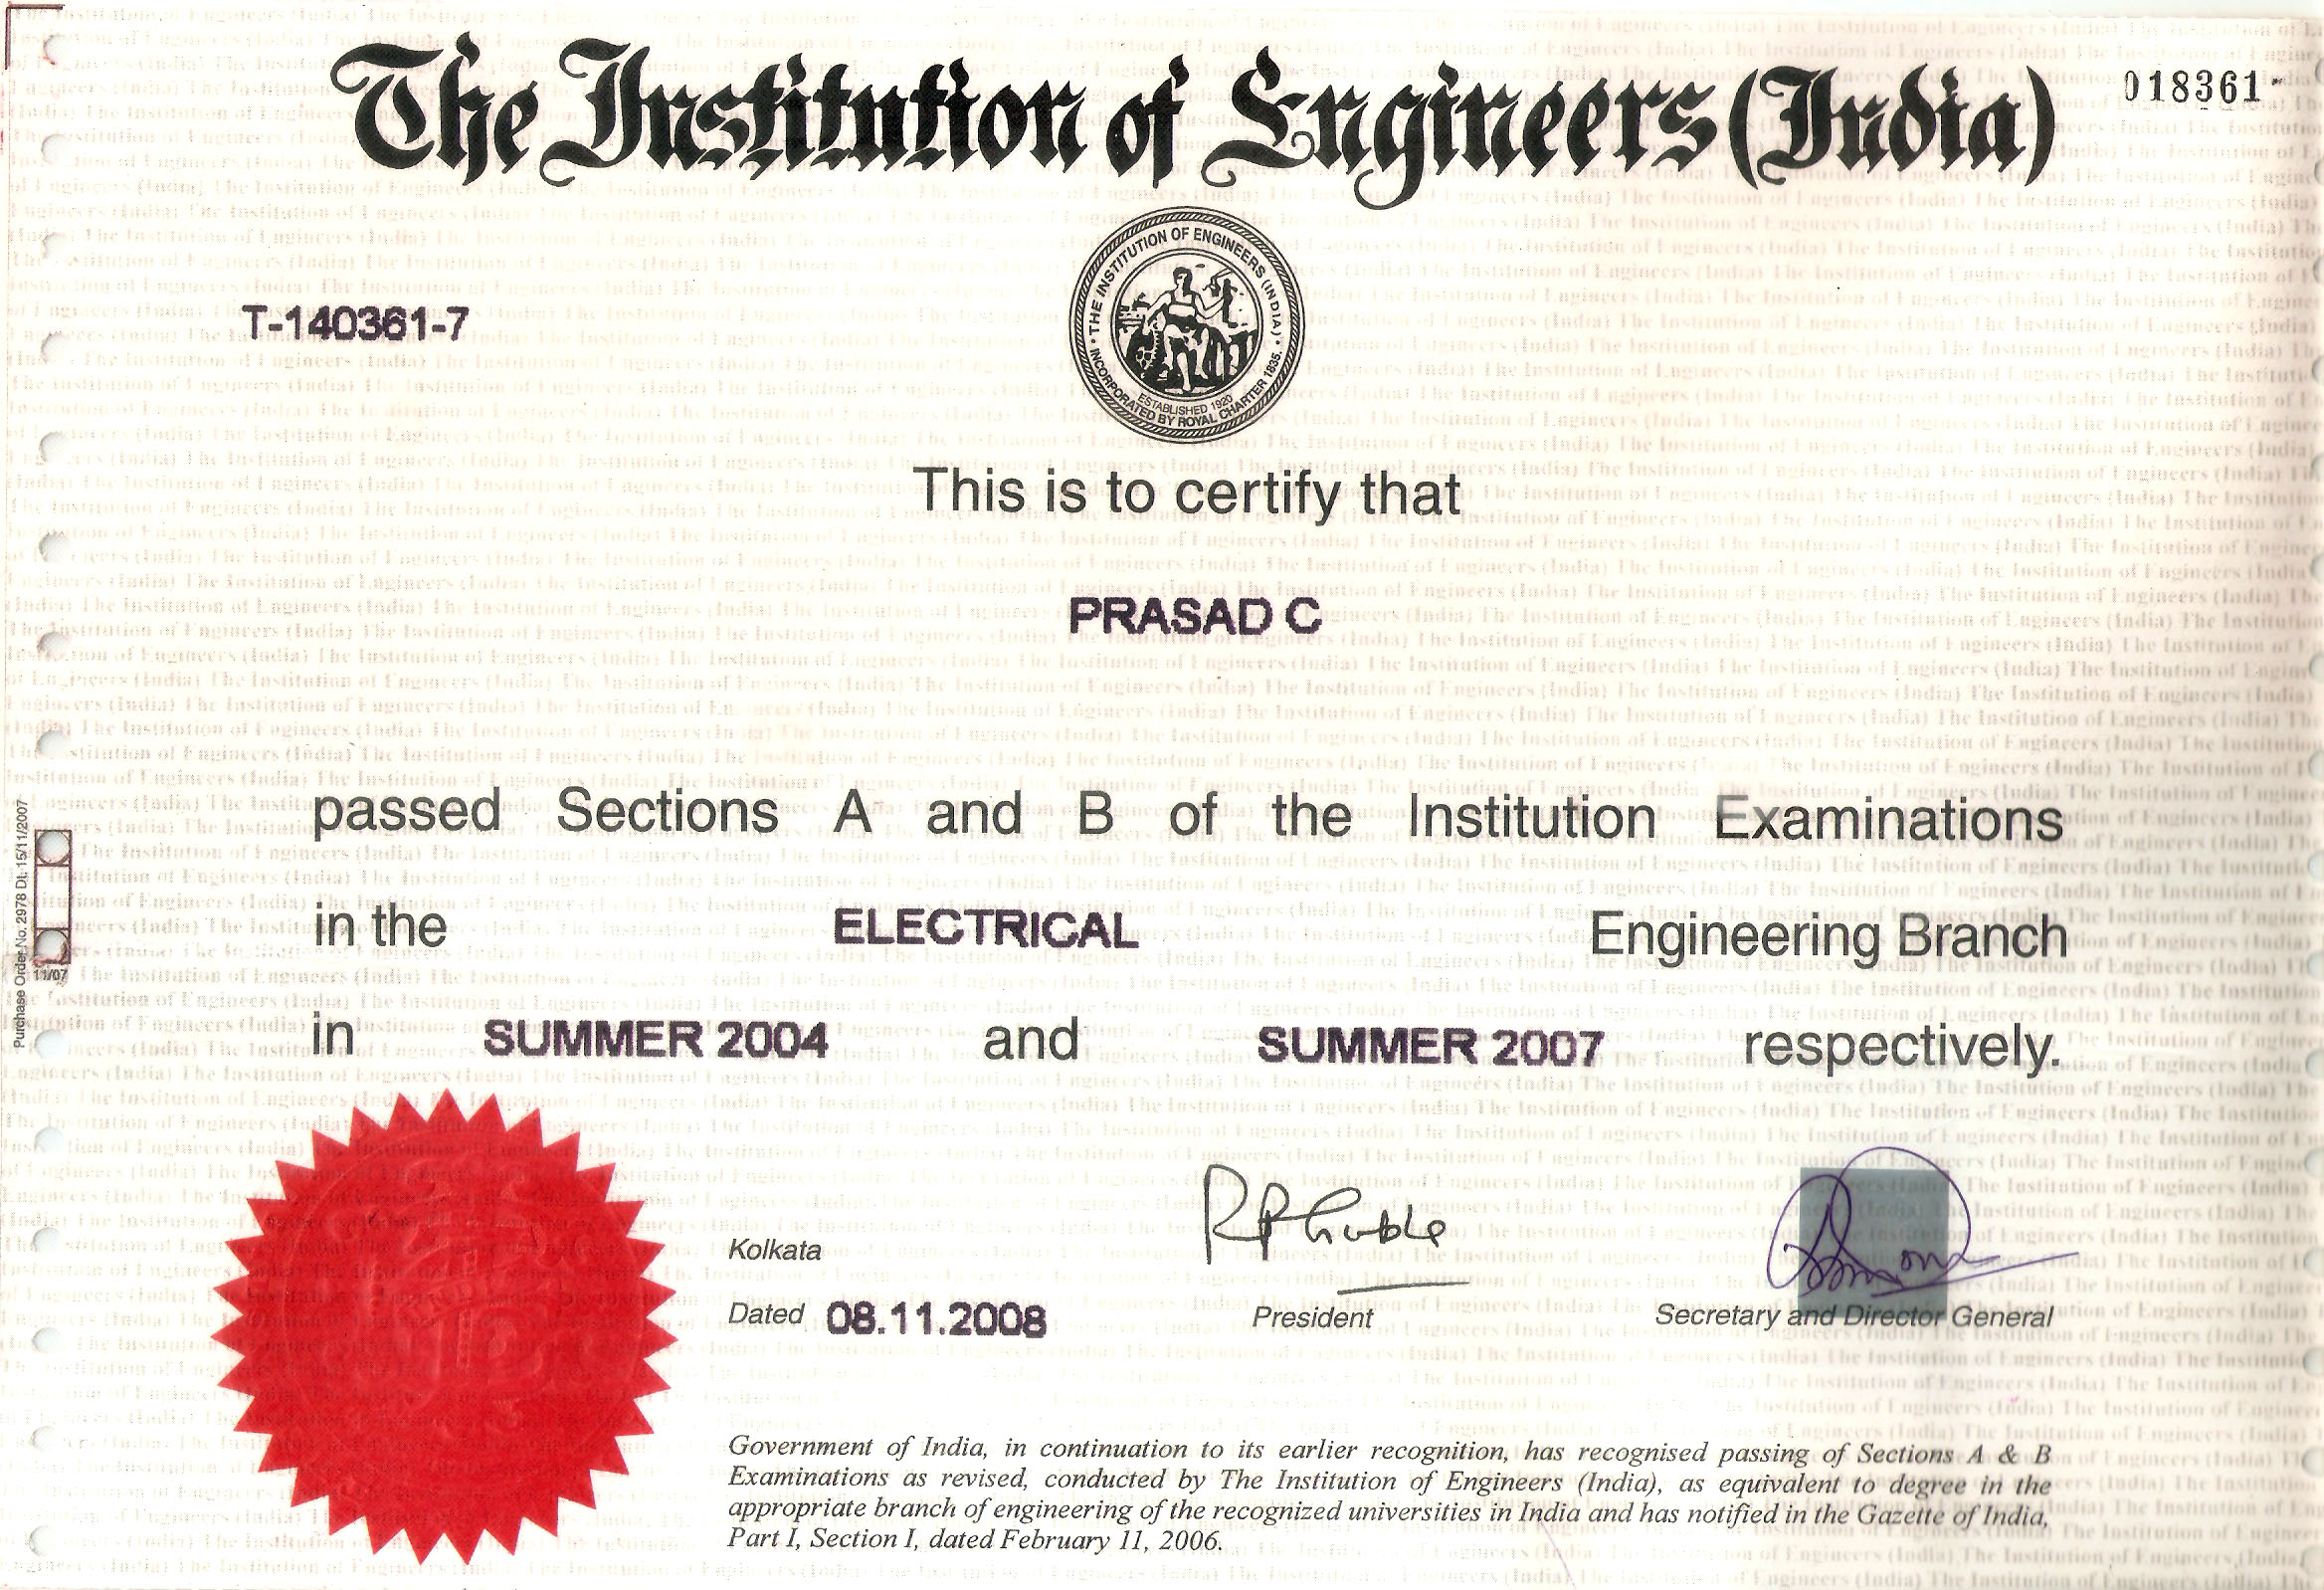 The Institution of Engineers (India)
018361
THE INSTITUTION OF ENGINEERS (INDIA)
ESTABLISHED 1920
INCORPORATED BY ROYAL CHARTER 1935.
T-140361-7
This is to certify that
PRASAD C
passed Sections A and B of the Institution Examinations
in the ELECTRICAL Engineering Branch
in SUMMER 2004 and SUMMER 2007 respectively.
Purchase Order No. 2978 Dt. 15/11/2007
11/07
Kolkata
Dated 08.11.2008
President
Secretary and Director General
Government of India, in continuation to its earlier recognition, has recognised passing of Sections A & B
Examinations as revised, conducted by The Institution of Engineers (India), as equivalent to degree in the
appropriate branch of engineering of the recognized universities in India and has notified in the Gazette of India,
Part I, Section I, dated February 11, 2006.